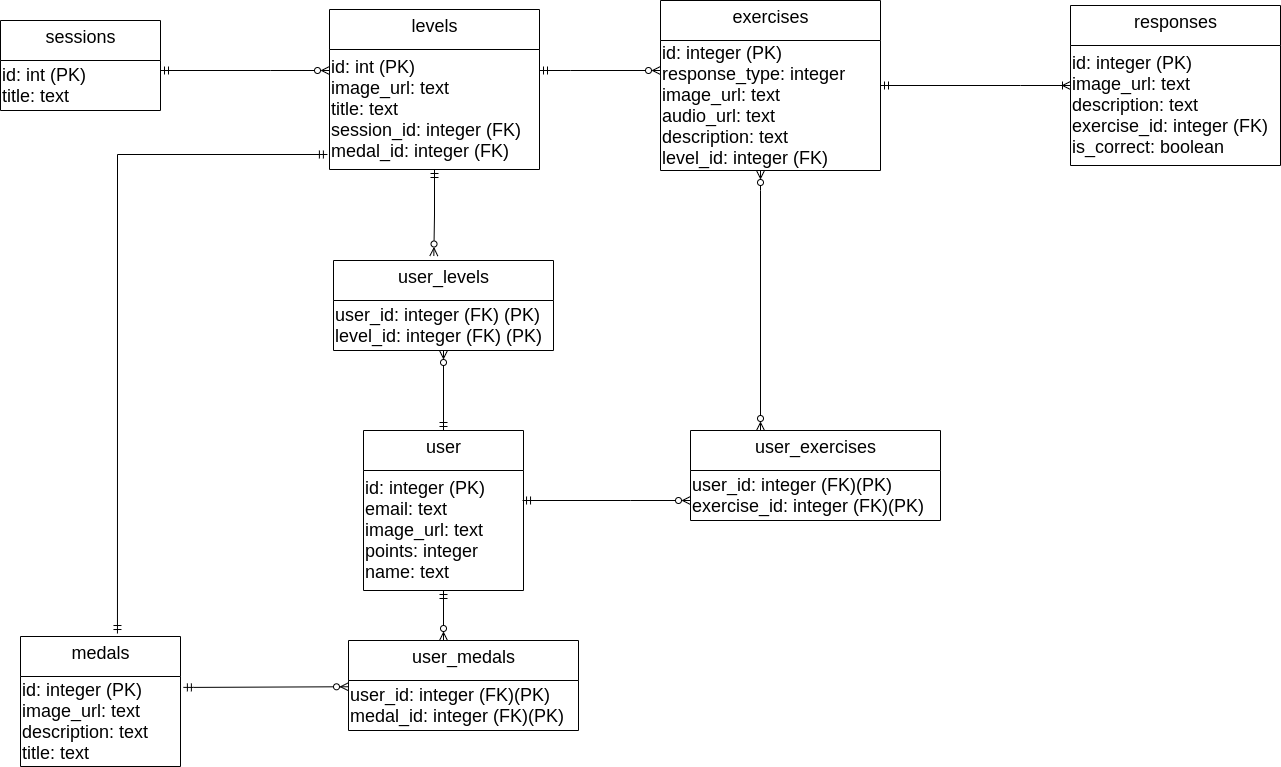 sessions
id: int (PK)
title: text
levels
id: int (PK)
image_url: text
title: text
session_id: integer (FK)
medal_id: integer (FK)
exercises
id: integer (PK)
response_type: integer
image_url: text
audio_url: text
description: text
level_id: integer (FK)
responses
id: integer (PK)
image_url: text
description: text
exercise_id: integer (FK)
is_correct: boolean
user_levels
user_id: integer (FK) (PK)
level_id: integer (FK) (PK)
user
id: integer (PK)
email: text
image_url: text
points: integer
name: text
user_exercises
user_id: integer (FK)(PK)
exercise_id: integer (FK)(PK)
medals
id: integer (PK)
image_url: text
description: text
title: text
user_medals
user_id: integer (FK)(PK)
medal_id: integer (FK)(PK)